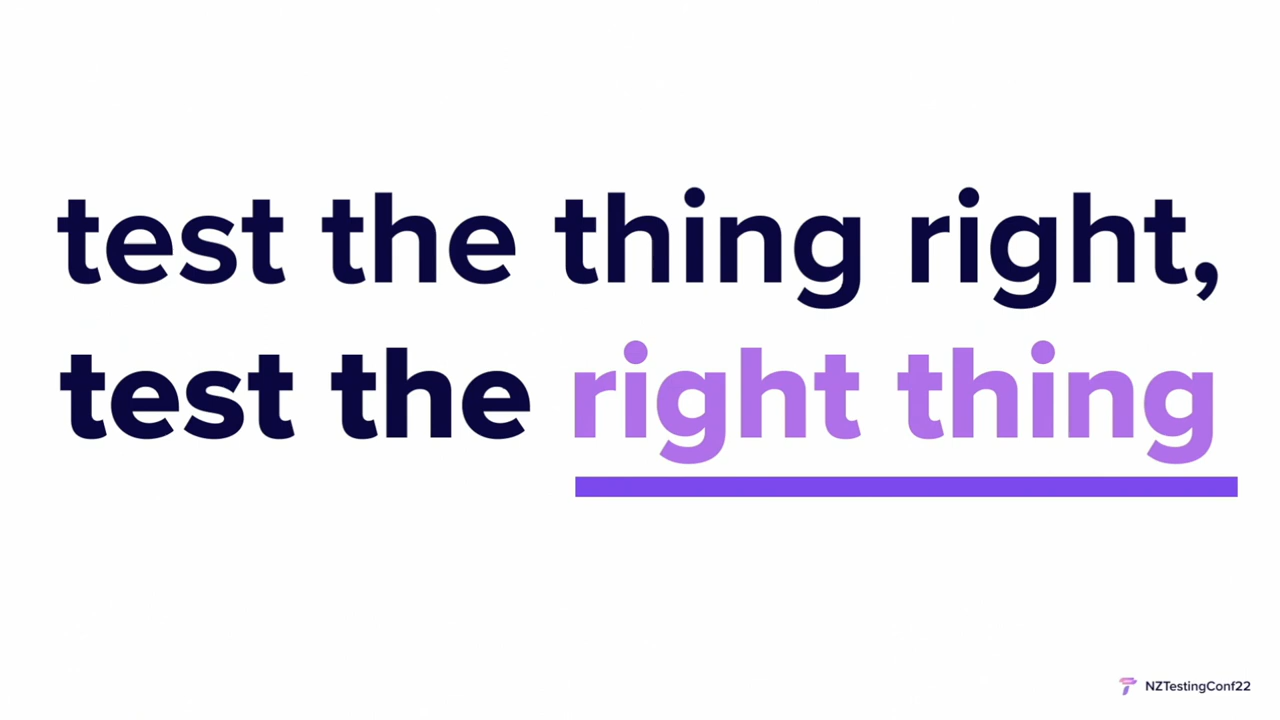 test the thing right,
test the right thing
NZTestingConf22